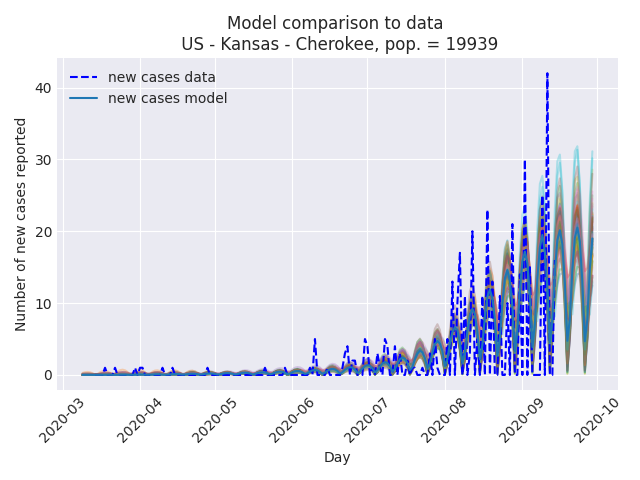 Model comparison to data
US - Kansas - Cherokee, pop. = 19939
new cases data
new cases model
Number of new cases reported
40
30
20
10
0
2020-03
2020-04
2020-05
2020-06
2020-07
2020-08
2020-09
2020-10
Day